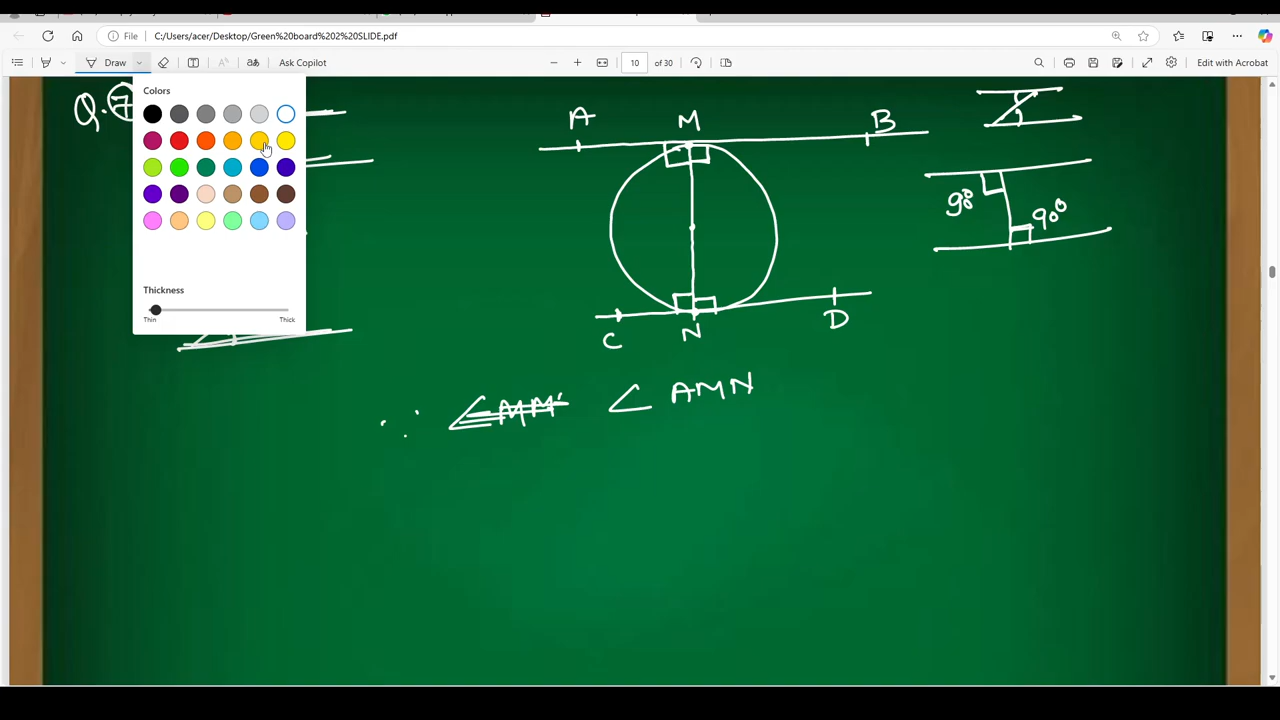 File C:/Users/acer/Desktop/Green%20board%202%20SLIDE.pdf
Draw Ask Copilot 10 of 30 Edit with Acrobat
Colors
Thickness
Thin Thick
Q.7
A M B
90°
90°
C N D
∵ ∠ AMN